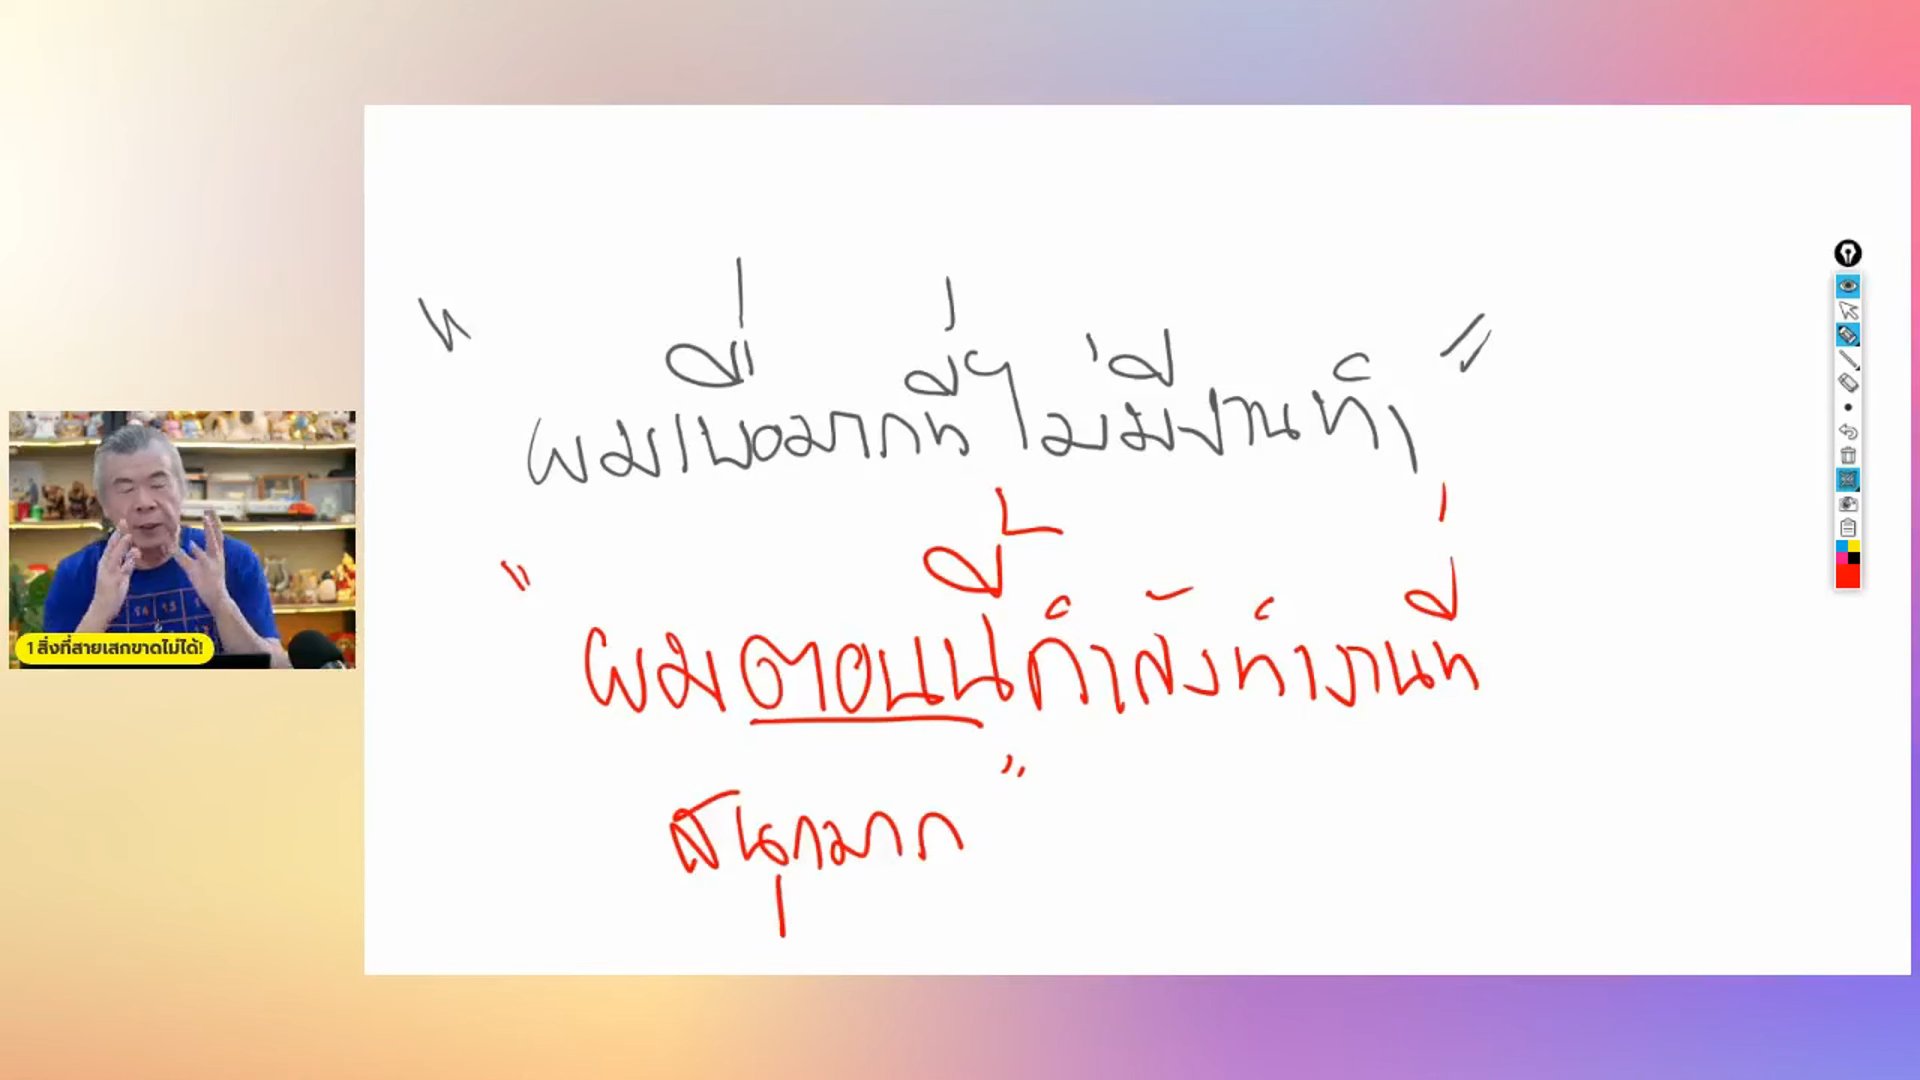 "ผมเบื่อมากที่ไม่มีงานทำ"
"ผมตอนนี้กำลังทำงานที่
สนุกมาก"
1 สิ่งที่สายเสกขาดไม่ได้!